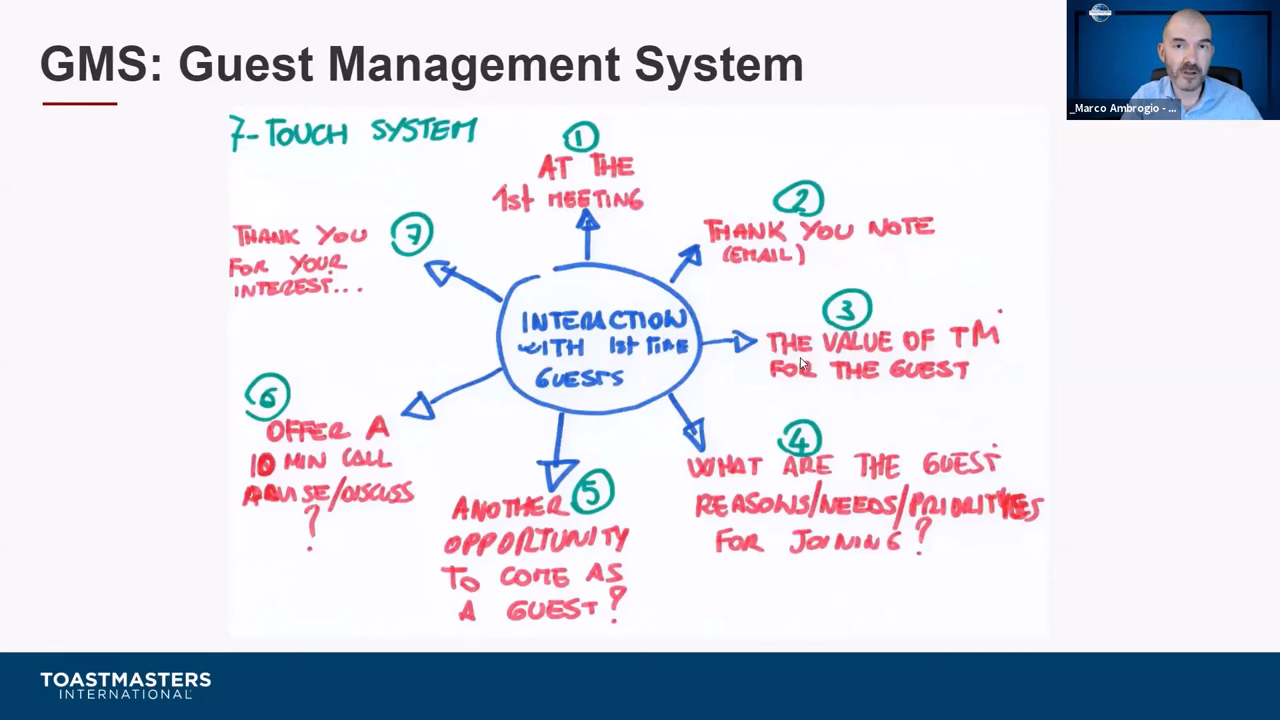 GMS: Guest Management System
_Marco Ambrogio - ...
7-TOUCH SYSTEM
1
AT THE
1st MEETING
2
THANK YOU NOTE
(EMAIL)
3
THE VALUE OF TM
FOR THE GUEST
4
WHAT ARE THE GUEST
REASONS/NEEDS/PRIORITIES
FOR JOINING?
5
ANOTHER
OPPORTUNITY
TO COME AS
A GUEST?
6
OFFER A
10 MIN CALL
ADVISE/DISCUSS
?
7
THANK YOU
FOR YOUR
INTEREST...
INTERACTION
WITH 1st TIME
GUESTS
TOASTMASTERS
INTERNATIONAL